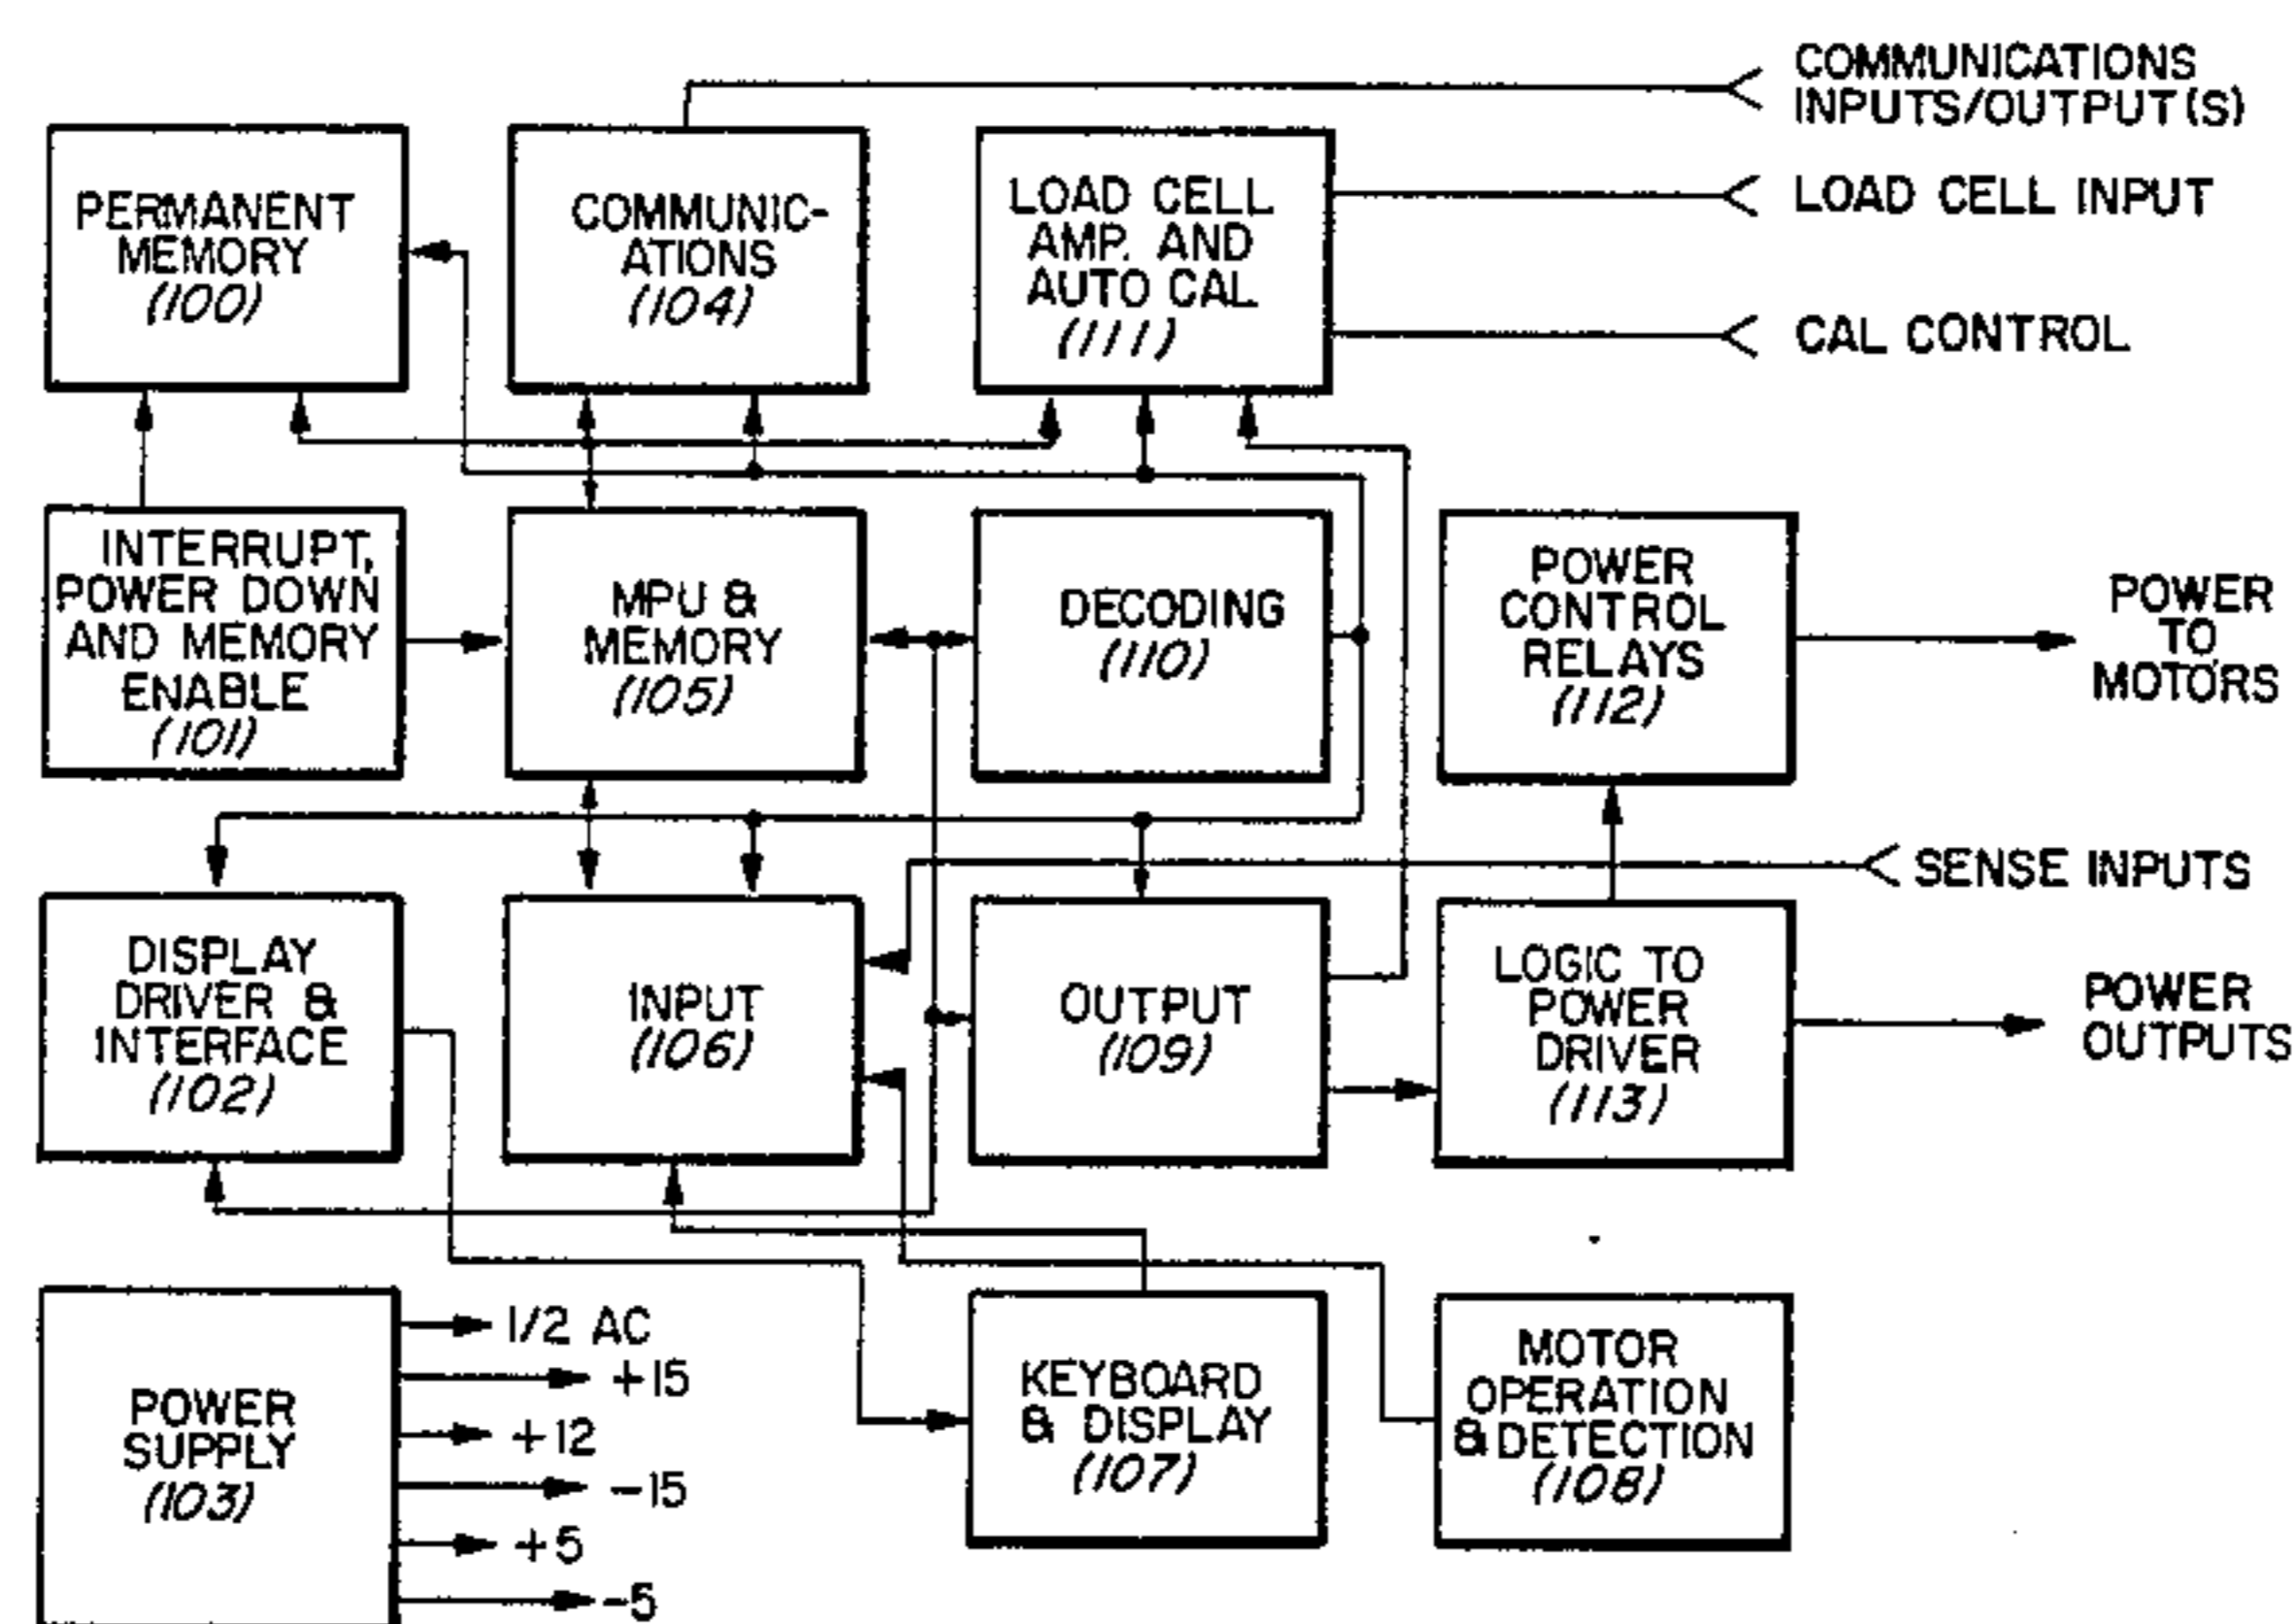 COMMUNICATIONS
INPUTS/OUTPUT(S)
PERMANENT
MEMORY
(100)
COMMUNIC-
ATIONS
(104)
LOAD CELL
AMP. AND
AUTO CAL
(111)
LOAD CELL INPUT
CAL CONTROL
INTERRUPT,
POWER DOWN
AND MEMORY
ENABLE
(101)
MPU &
MEMORY
(105)
DECODING
(110)
POWER
CONTROL
RELAYS
(112)
POWER
TO
MOTORS
SENSE INPUTS
DISPLAY
DRIVER &
INTERFACE
(102)
INPUT
(106)
OUTPUT
(109)
LOGIC TO
POWER
DRIVER
(113)
POWER
OUTPUTS
POWER
SUPPLY
(103)
1/2 AC
+15
+12
-15
+5
-5
KEYBOARD
& DISPLAY
(107)
MOTOR
OPERATION
& DETECTION
(108)